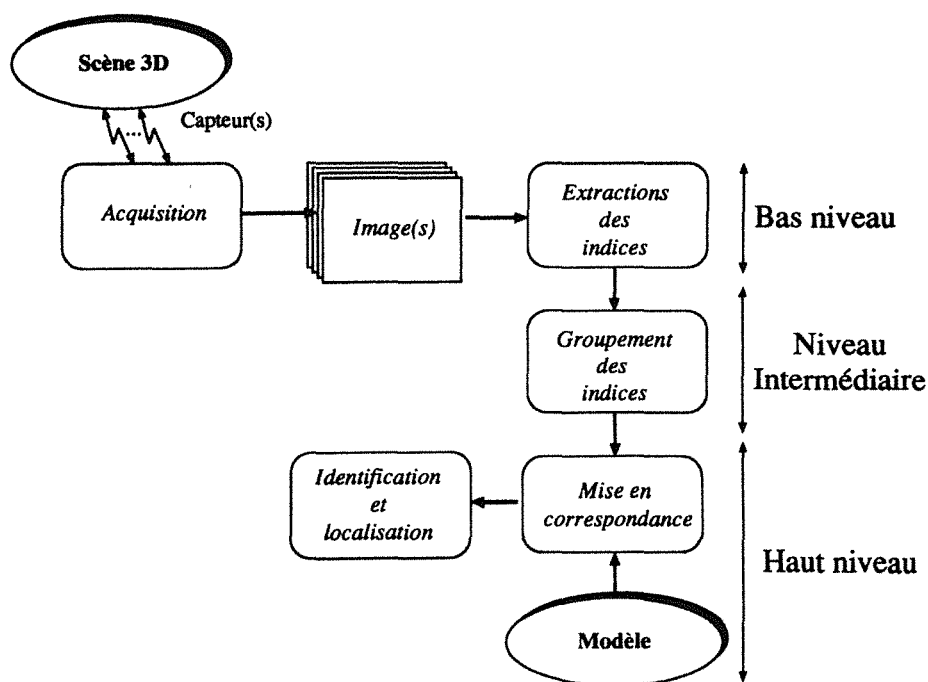 Scène 3D
...
Capteur(s)
Acquisition
Image(s)
Extractions
des
indices
Bas niveau
Groupement
des
indices
Niveau
Intermédiaire
Identification
et
localisation
Mise en
correspondance
Haut niveau
Modèle